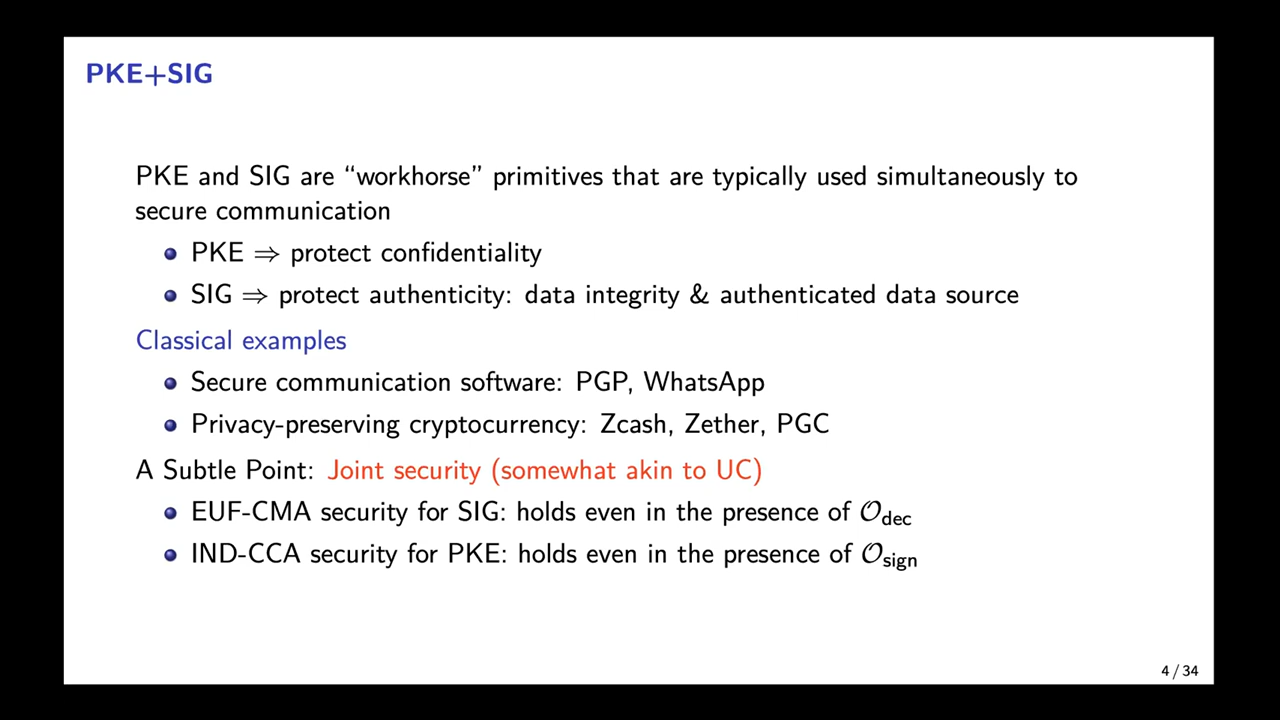 PKE+SIG
PKE and SIG are “workhorse” primitives that are typically used simultaneously to
secure communication
PKE ⇒ protect confidentiality
SIG ⇒ protect authenticity: data integrity & authenticated data source
Classical examples
Secure communication software: PGP, WhatsApp
Privacy-preserving cryptocurrency: Zcash, Zether, PGC
A Subtle Point: Joint security (somewhat akin to UC)
EUF-CMA security for SIG: holds even in the presence of 𝒪dec
IND-CCA security for PKE: holds even in the presence of 𝒪sign
4 / 34